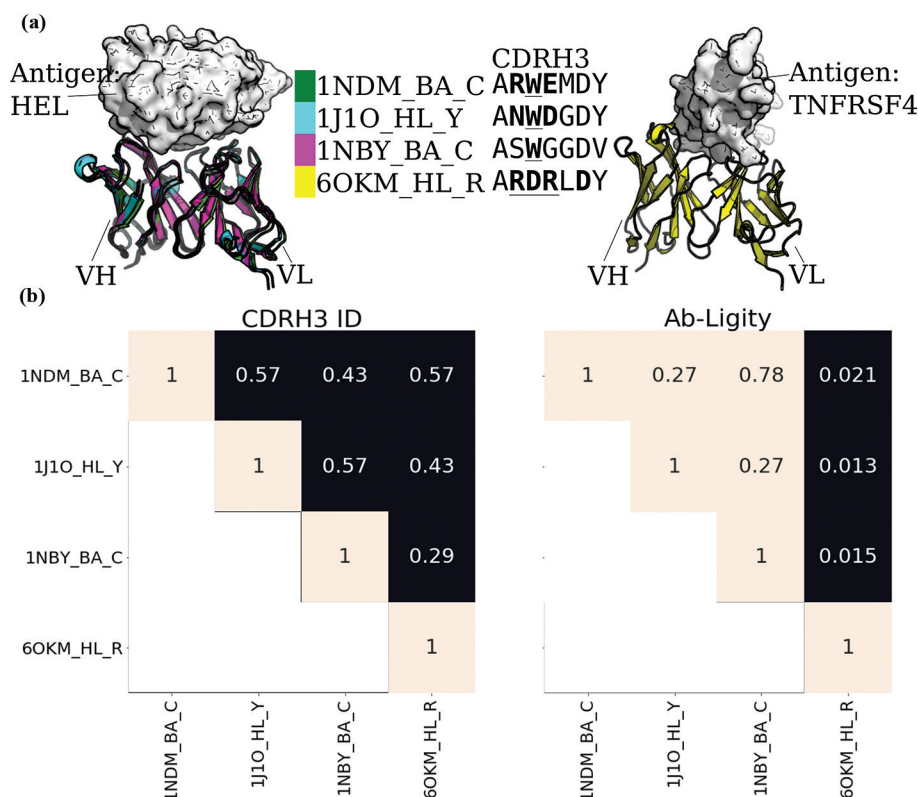 (a)
Antigen:
HEL
CDRH3
1NDM_BA_C ARWEMDY
1J1O_HL_Y ANWDGDY
1NBY_BA_C ASWGGDV
6OKM_HL_R ARDRLDY
Antigen:
TNFRSF4
VH
VL
VH
VL
(b)
CDRH3 ID
Ab-Ligity
1NDM_BA_C 1 0.57 0.43 0.57 1 0.27 0.78 0.021
1J1O_HL_Y 1 0.57 0.43 1 0.27 0.013
1NBY_BA_C 1 0.29 1 0.015
6OKM_HL_R 1 1
1NDM_BA_C
1J1O_HL_Y
1NBY_BA_C
6OKM_HL_R
1NDM_BA_C
1J1O_HL_Y
1NBY_BA_C
6OKM_HL_R